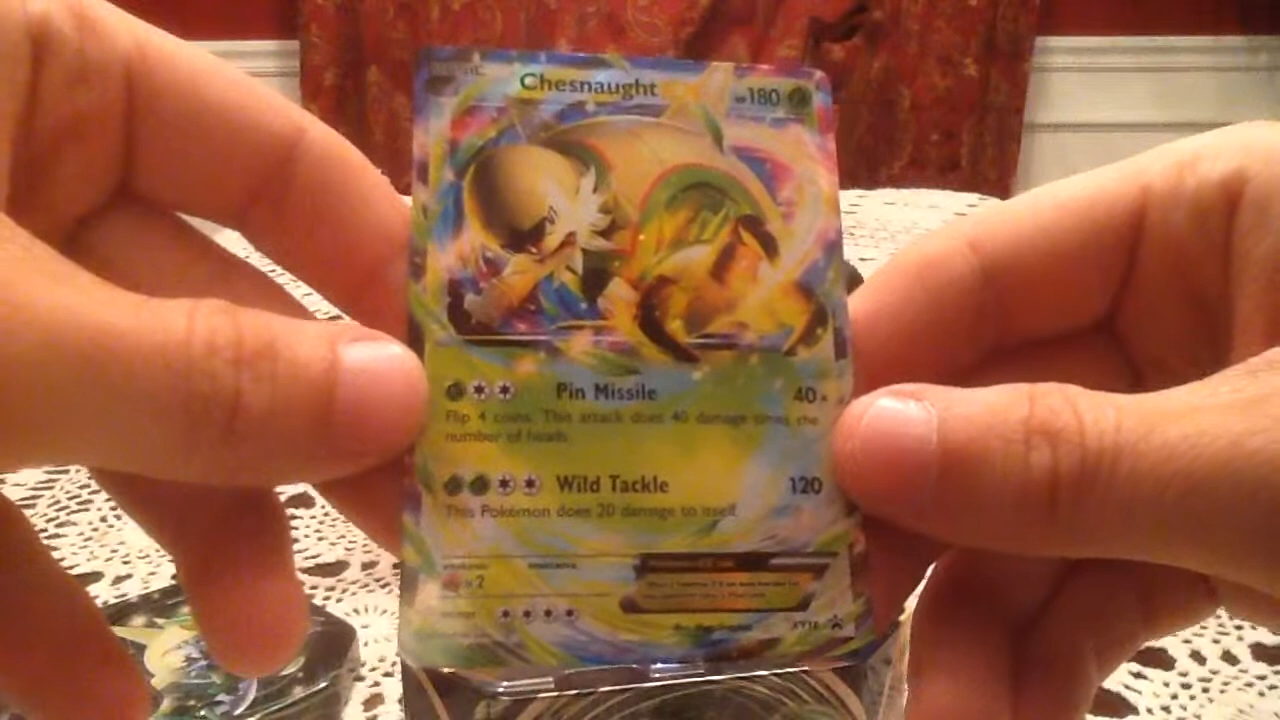 Chesnaught
180
Pin Missile 40×
Flip 4 coins. This attack does 40 damage times the
number of heads.
Wild Tackle 120
This Pokémon does 20 damage to itself.
×2